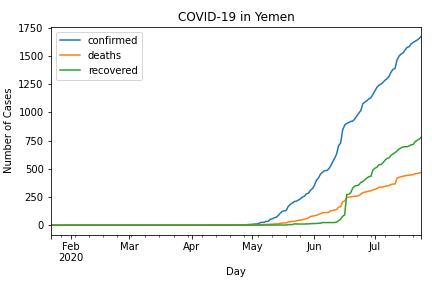 COVID-19 in Yemen
confirmed
deaths
recovered
Number of Cases
1750
1500
1250
1000
750
500
250
0
Feb Mar Apr May Jun Jul
2020
Day